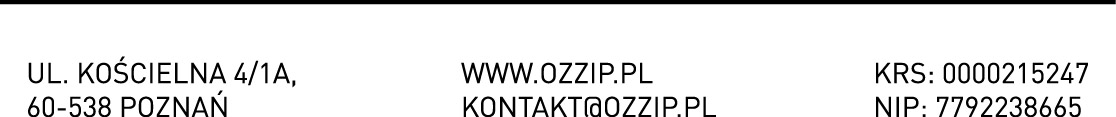 UL. KOŚCIELNA 4/1A,
60-538 POZNAŃ
WWW.OZZIP.PL
KONTAKT@OZZIP.PL
KRS: 0000215247
NIP: 7792238665